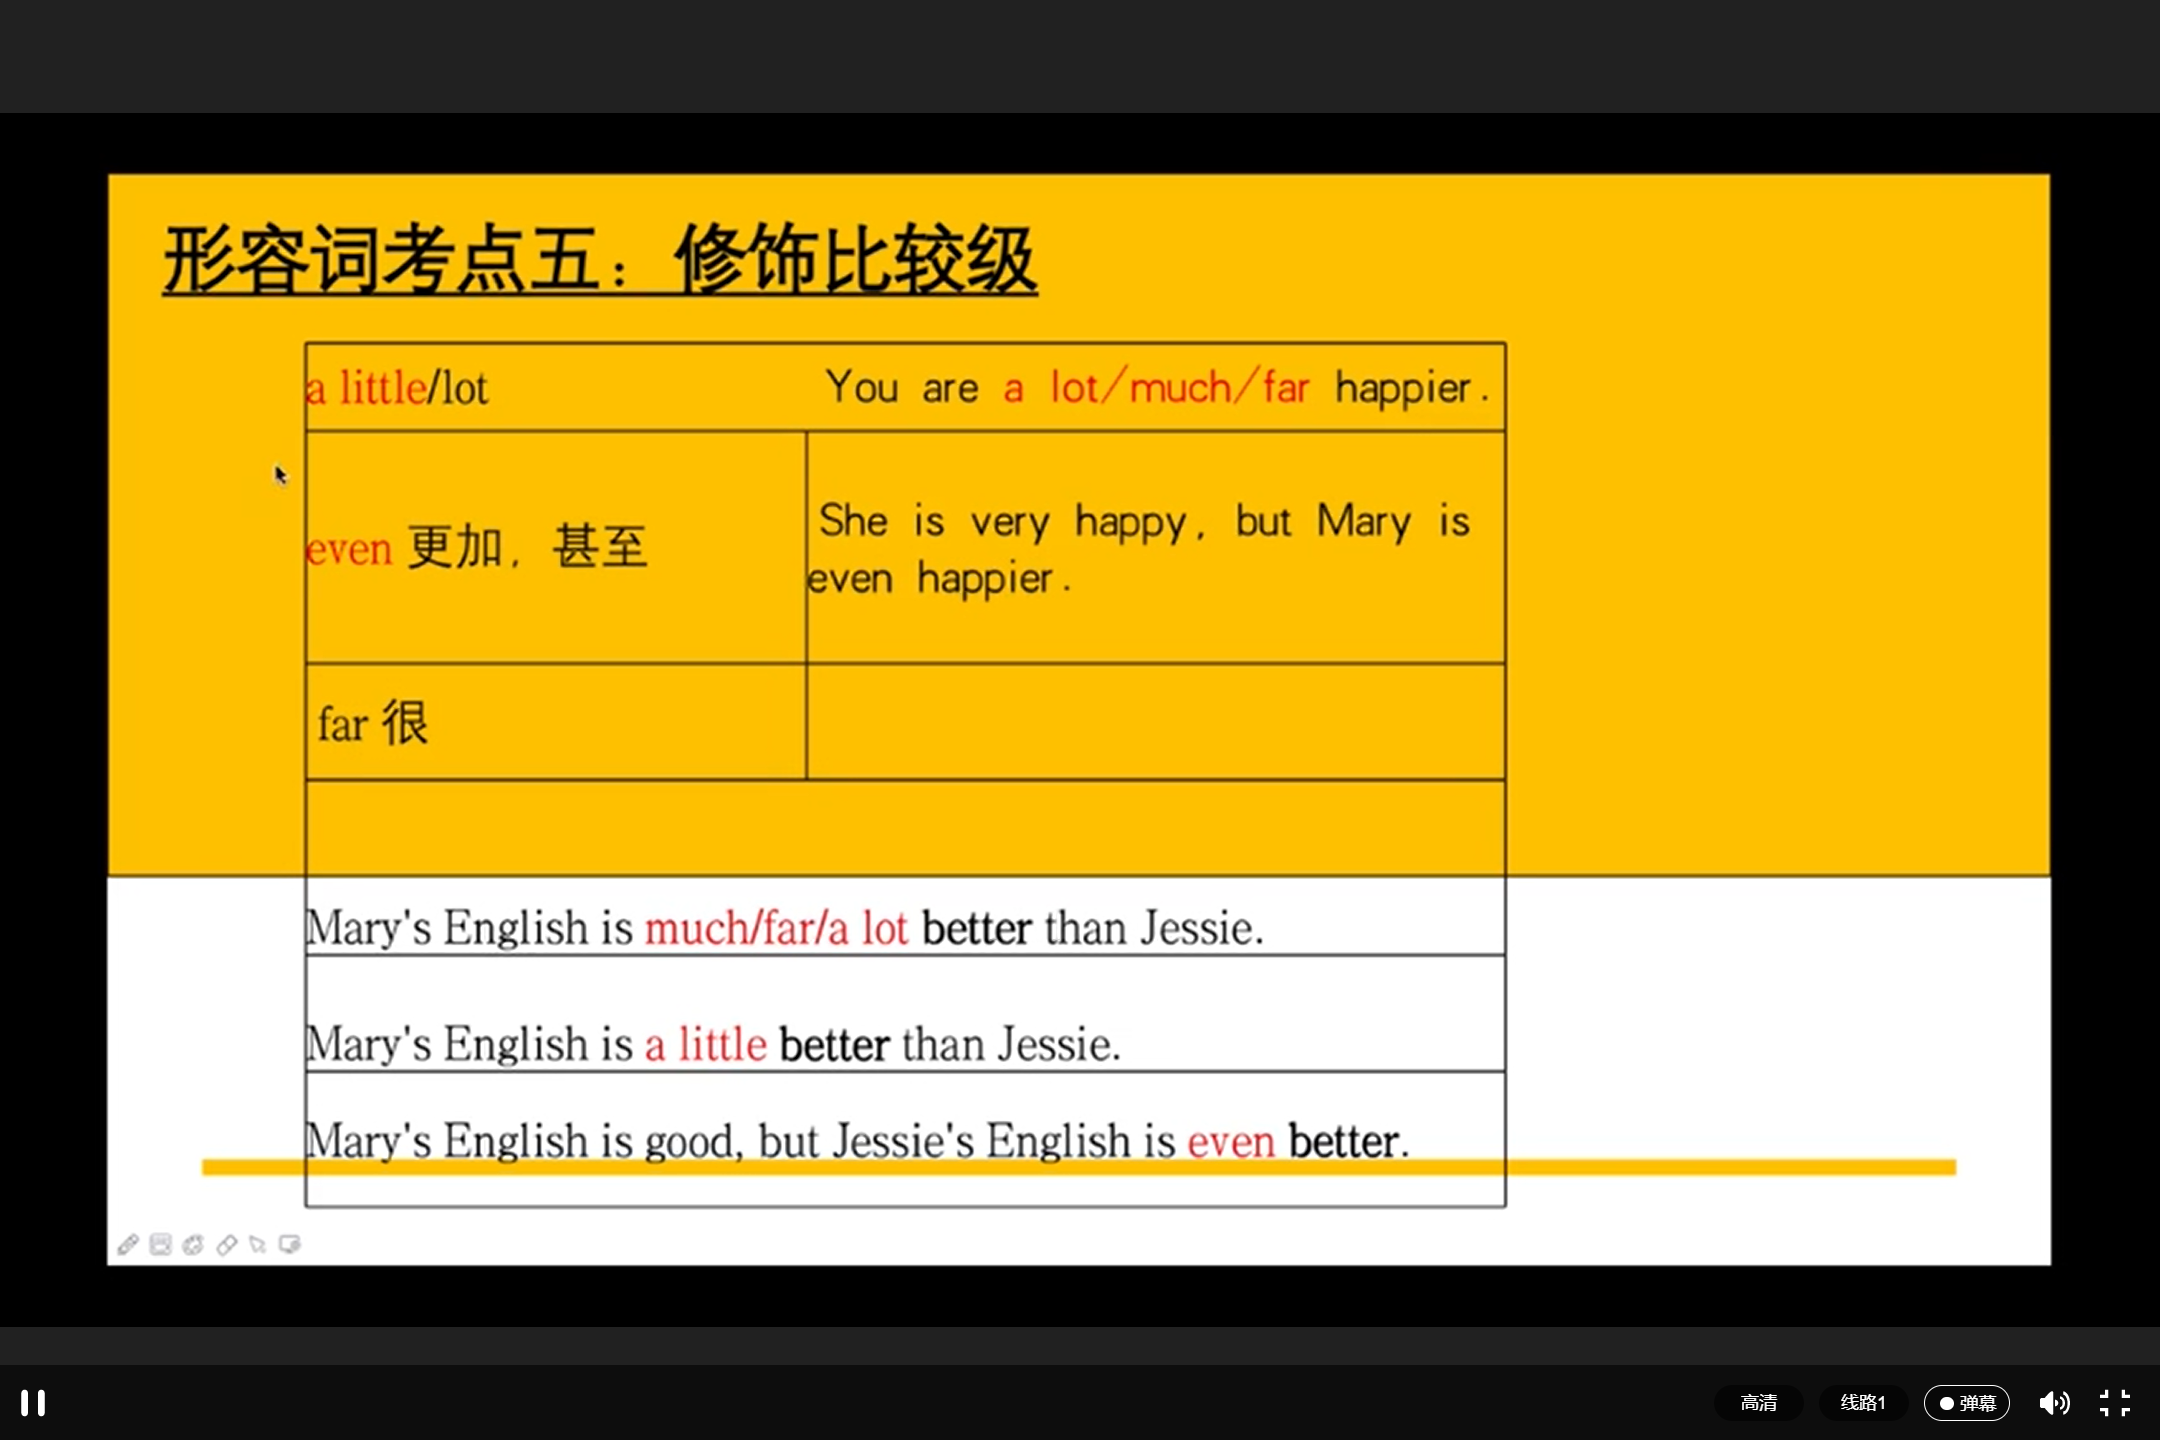 形容词考点五：修饰比较级
a little/lot You are a lot/much/far happier.
even 更加，甚至
She is very happy, but Mary is
even happier.
far 很
Mary's English is much/far/a lot better than Jessie.
Mary's English is a little better than Jessie.
Mary's English is good, but Jessie's English is even better.
高清 线路1 弹幕